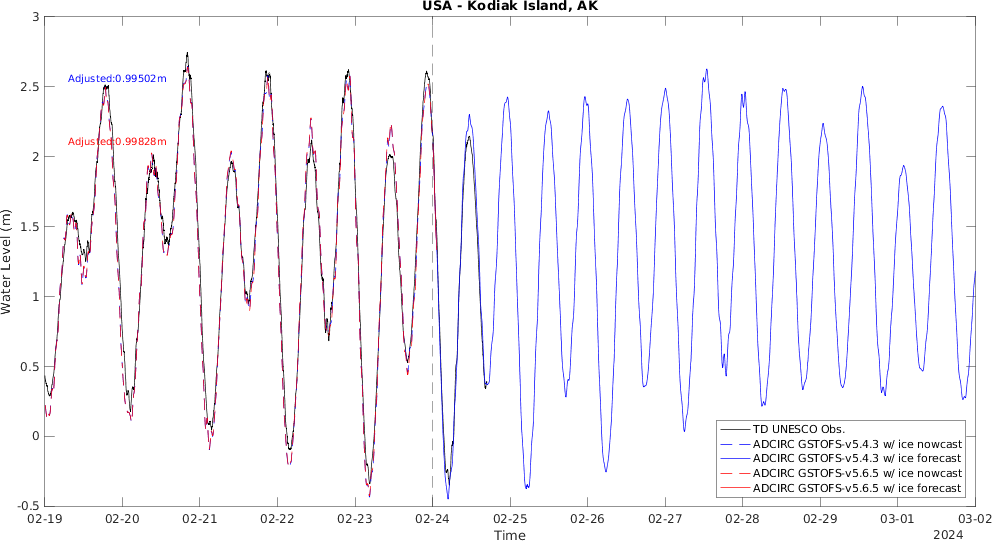 USA - Kodiak Island, AK
3
2.5
2
1.5
1
0.5
0
-0.5
Water Level (m)
Adjusted:0.99502m
Adjusted:0.99828m
TD UNESCO Obs.
ADCIRC GSTOFS-v5.4.3 w/ ice nowcast
ADCIRC GSTOFS-v5.4.3 w/ ice forecast
ADCIRC GSTOFS-v5.6.5 w/ ice nowcast
ADCIRC GSTOFS-v5.6.5 w/ ice forecast
02-19 02-20 02-21 02-22 02-23 02-24 02-25 02-26 02-27 02-28 02-29 03-01 03-02
Time
2024